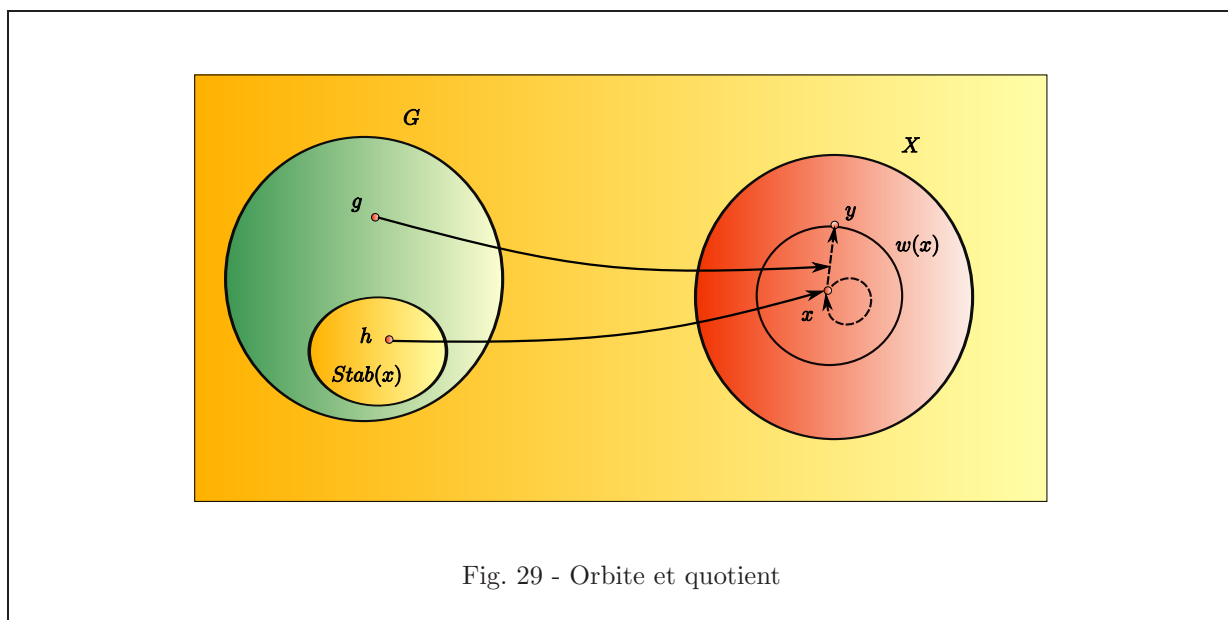 G
X
g
y
w(x)
x
h
Stab(x)
Fig. 29 - Orbite et quotient